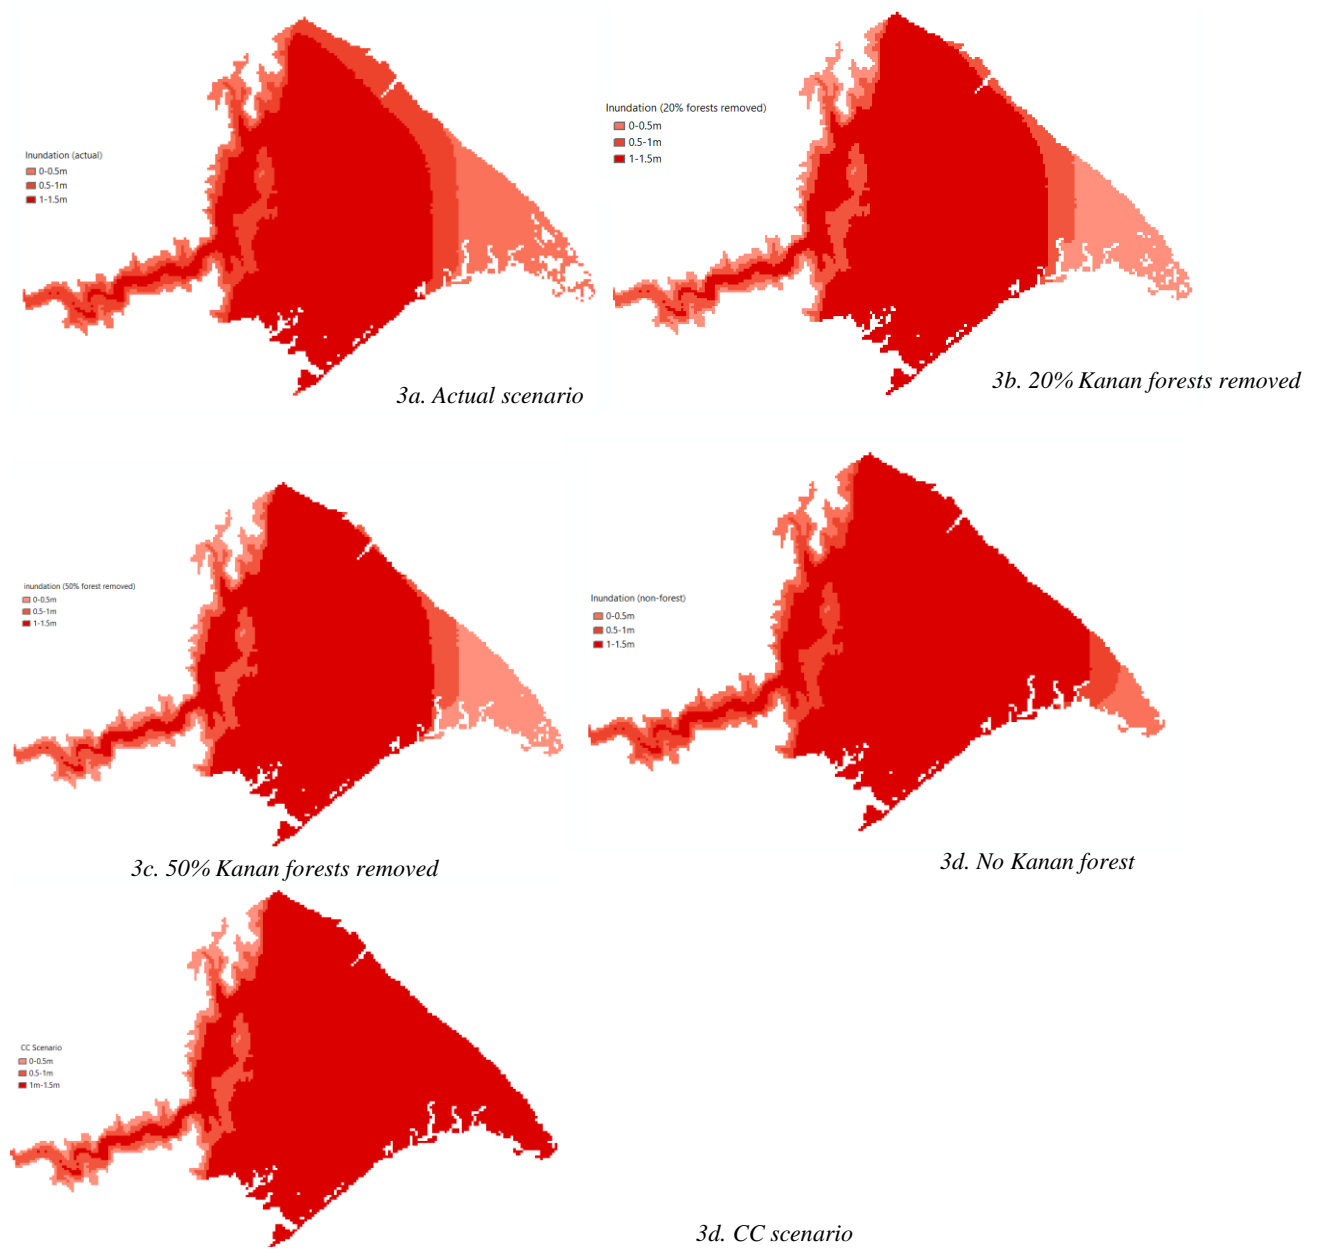 Inundation (actual)
0-0.5m
0.5-1m
1-1.5m
3a. Actual scenario
Inundation (20% forests removed)
0-0.5m
0.5-1m
1-1.5m
3b. 20% Kanan forests removed
inundation (50% forest removed)
0-0.5m
0.5-1m
1-1.5m
3c. 50% Kanan forests removed
Inundation (non-forest)
0-0.5m
0.5-1m
1-1.5m
3d. No Kanan forest
CC Scenario
0-0.5m
0.5-1m
1m-1.5m
3d. CC scenario